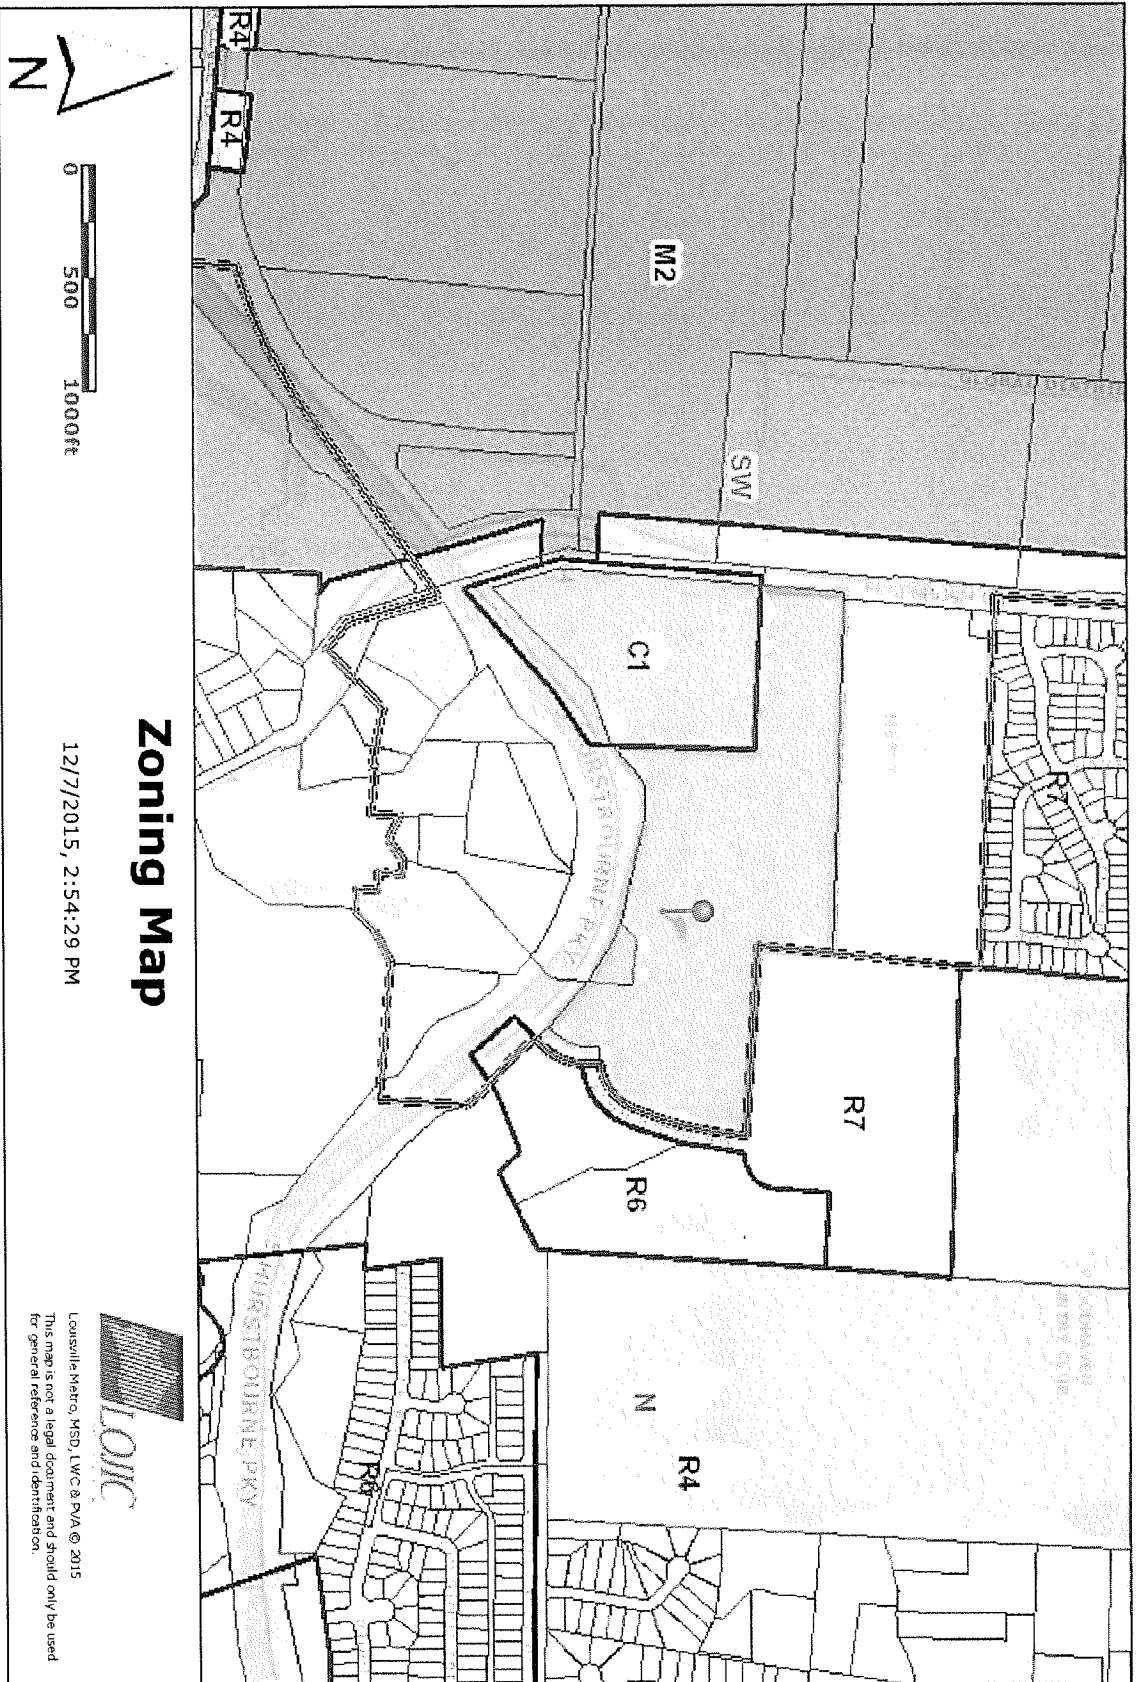 R4
R4
M2
SW
C1
R7
R7
R6
R4
N
R6
HURSTBOURNE PKY
HURSTBOURNE PKY
N
0 500 1000ft
Zoning Map
12/7/2015, 2:54:29 PM
LOJIC
Louisville Metro, MSD, LWC & PVA © 2015
This map is not a legal document and should only be used
for general reference and identification.